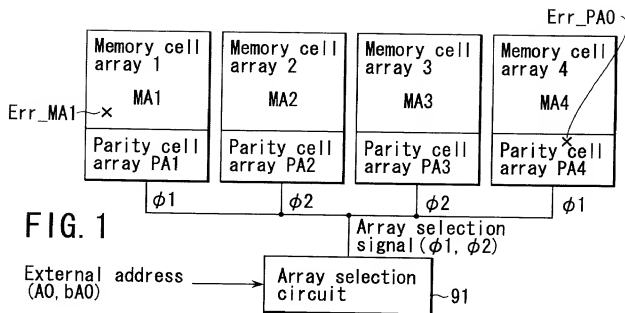 Err_PA0
Memory cell
array 1
MA1
Parity cell
array PA1
Memory cell
array 2
MA2
Parity cell
array PA2
Memory cell
array 3
MA3
Parity cell
array PA3
Memory cell
array 4
MA4
Parity cell
array PA4
Err_MA1
φ1
φ2
φ2
φ1
FIG. 1
Array selection
signal(φ1, φ2)
External address
(A0, bA0)
Array selection
circuit
91